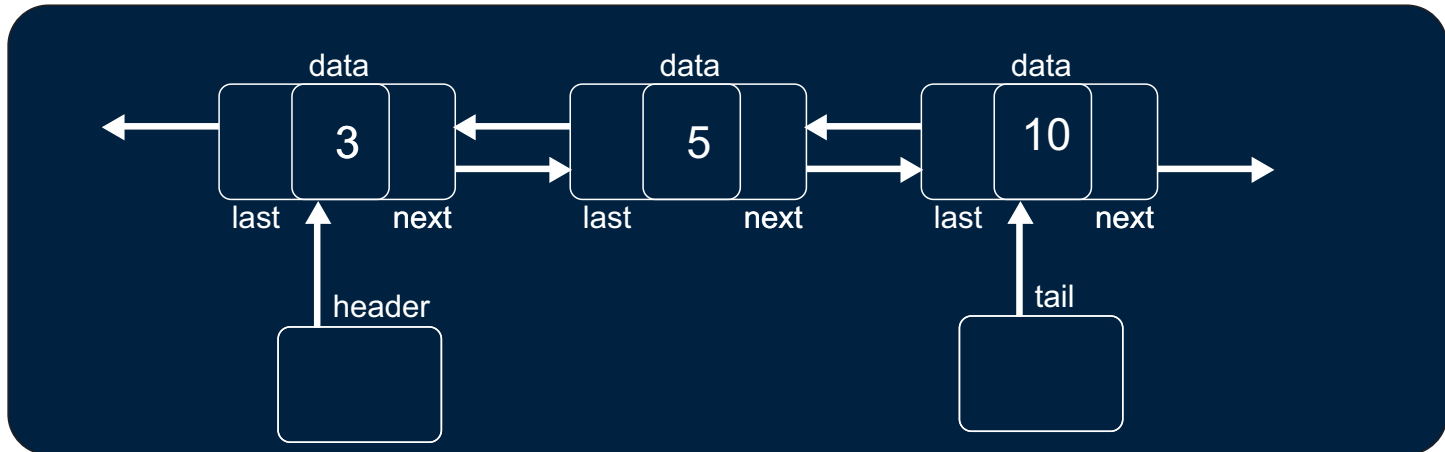 data data data
3 5 10
last next last next last next
header tail